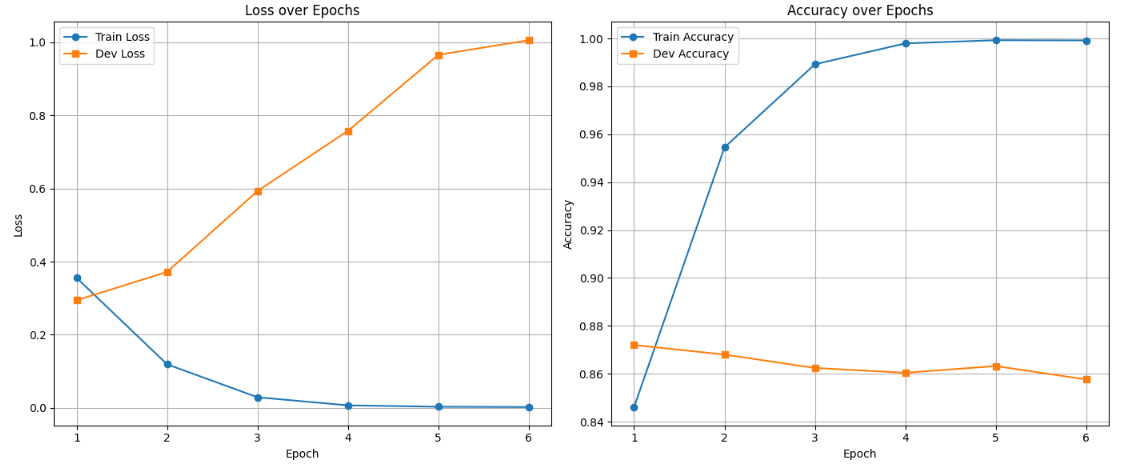 Loss over Epochs
Train Loss
Dev Loss
1.0
0.8
0.6
0.4
0.2
0.0
Loss
1 2 3 4 5 6
Epoch
Accuracy over Epochs
Train Accuracy
Dev Accuracy
1.00
0.98
0.96
0.94
0.92
0.90
0.88
0.86
0.84
Accuracy
1 2 3 4 5 6
Epoch